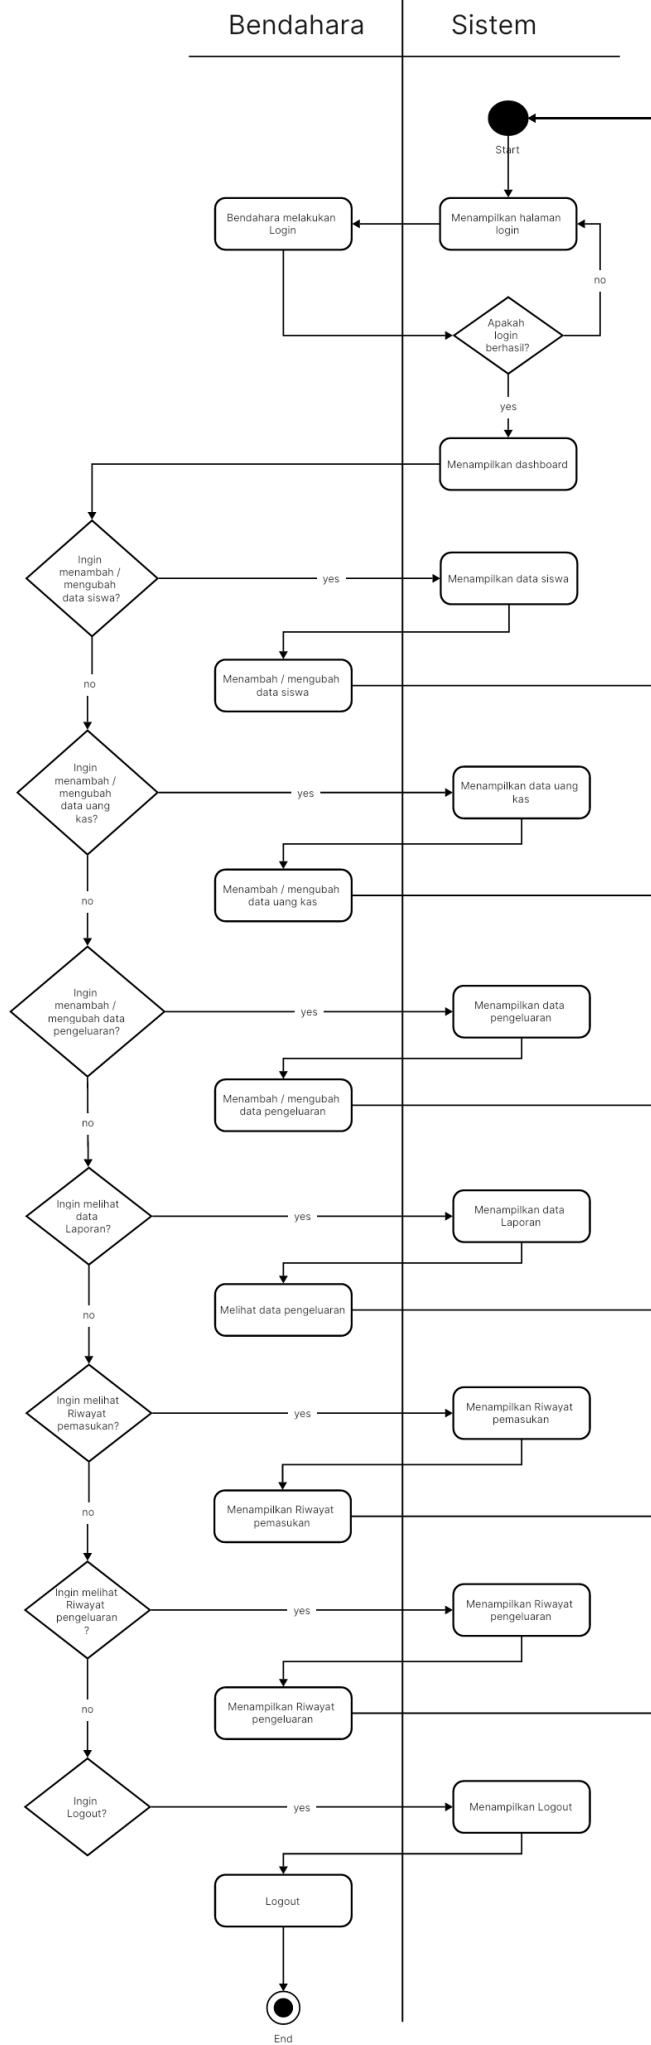 Bendahara
Sistem
Start
Bendahara melakukan
Login
Menampilkan halaman
login
no
Apakah
login
berhasil?
yes
Menampilkan dashboard
Ingin
menambah /
mengubah
data siswa?
yes
Menampilkan data siswa
Menambah / mengubah
data siswa
no
Ingin
menambah /
mengubah
data uang
kas?
yes
Menampilkan data uang
kas
Menambah / mengubah
data uang kas
no
Ingin
menambah /
mengubah data
pengeluaran?
yes
Menampilkan data
pengeluaran
Menambah / mengubah
data pengeluaran
no
Ingin melihat
data
Laporan?
yes
Menampilkan data
Laporan
Melihat data pengeluaran
no
Ingin melihat
Riwayat
pemasukan?
yes
Menampilkan Riwayat
pemasukan
Menampilkan Riwayat
pemasukan
no
Ingin melihat
Riwayat
pengeluaran
?
yes
Menampilkan Riwayat
pengeluaran
Menampilkan Riwayat
pengeluaran
no
Ingin
Logout?
yes
Menampilkan Logout
Logout
End